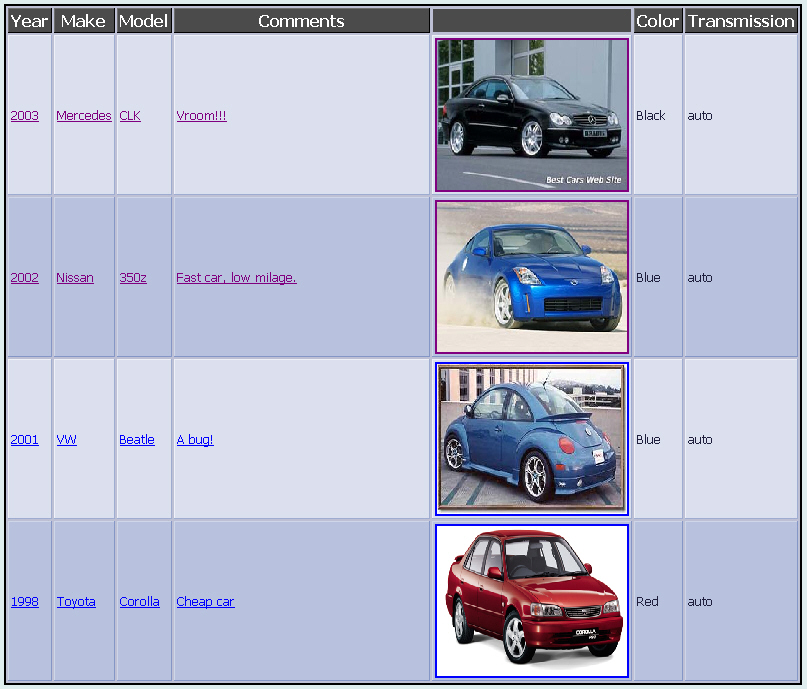 Year Make Model Comments Color Transmission
2003 Mercedes CLK Vroom!!! Black auto
BRABUS
Best Cars Web Site
2002 Nissan 350z Fast car, low milage. Blue auto
2001 VW Beatle A bug! Blue auto
1998 Toyota Corolla Cheap car Red auto
COROLLA